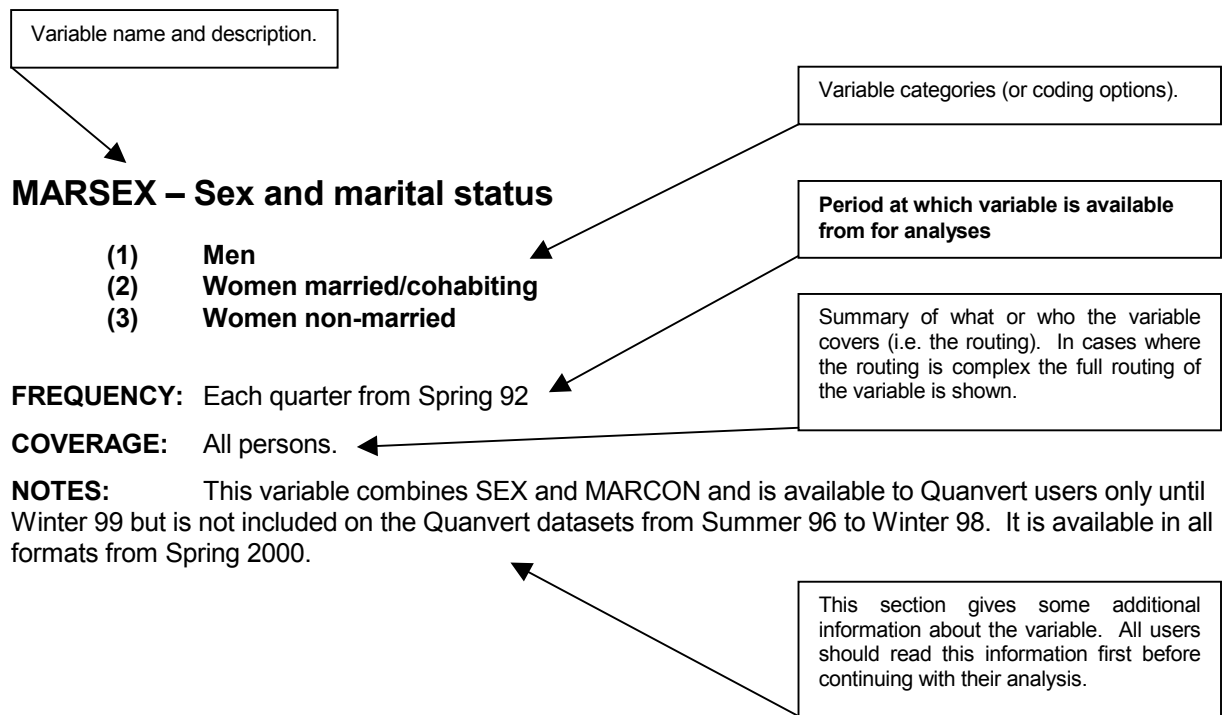 Variable name and description.
Variable categories (or coding options).
MARSEX – Sex and marital status
Period at which variable is available
from for analyses
(1) Men
(2) Women married/cohabiting
(3) Women non-married
Summary of what or who the variable
covers (i.e. the routing). In cases where
the routing is complex the full routing of
the variable is shown.
FREQUENCY: Each quarter from Spring 92
COVERAGE: All persons.
NOTES: This variable combines SEX and MARCON and is available to Quanvert users only until
Winter 99 but is not included on the Quanvert datasets from Summer 96 to Winter 98. It is available in all
formats from Spring 2000.
This section gives some additional
information about the variable. All users
should read this information first before
continuing with their analysis.